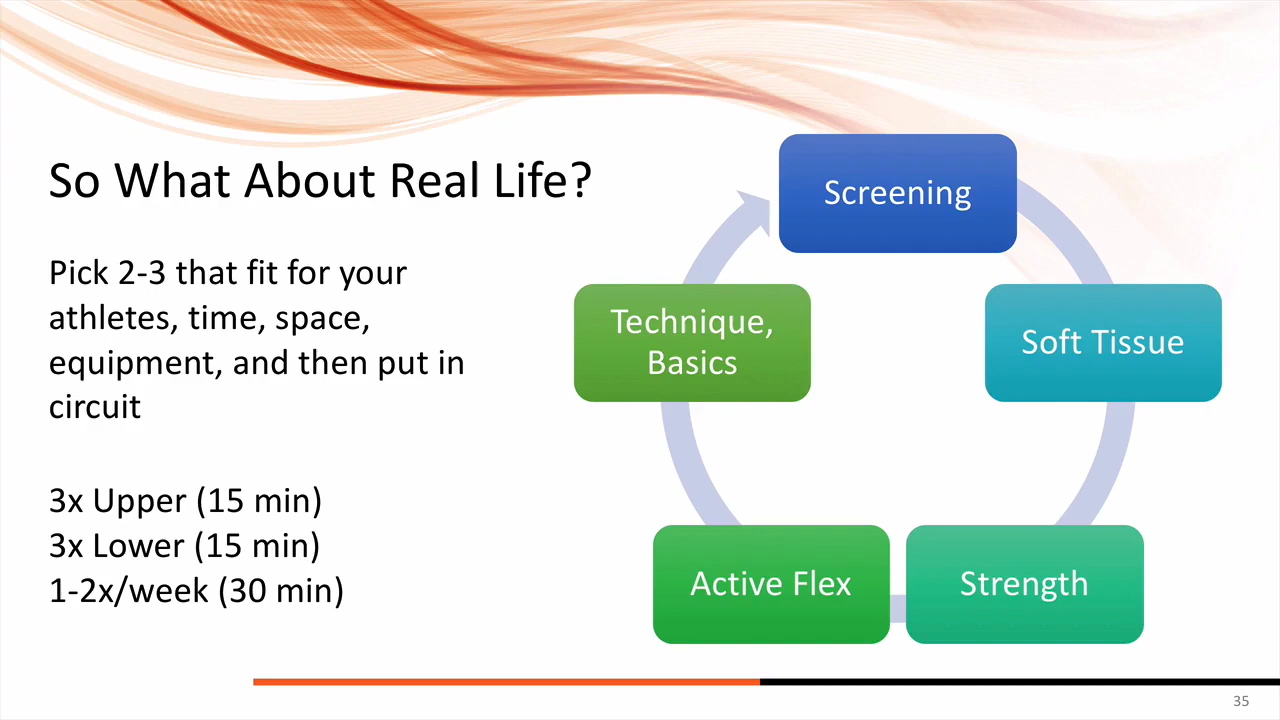 So What About Real Life?
Pick 2-3 that fit for your
athletes, time, space,
equipment, and then put in
circuit
3x Upper (15 min)
3x Lower (15 min)
1-2x/week (30 min)
Screening
Soft Tissue
Strength
Active Flex
Technique,
Basics
35